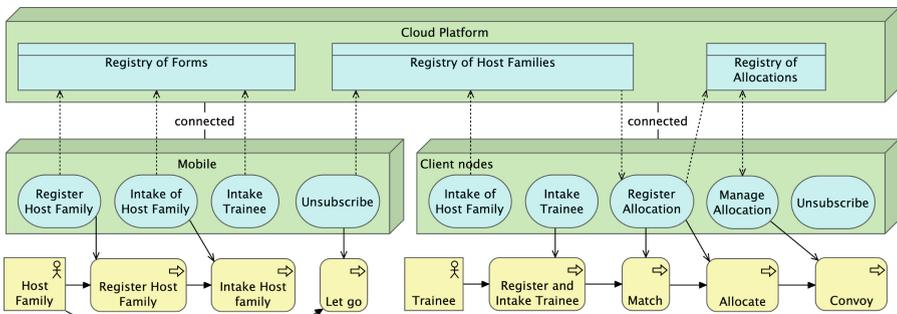 Cloud Platform
Registry of Forms
Registry of Host Families
Registry of
Allocations
connected
connected
Mobile
Client nodes
Register
Host Family
Intake of
Host Family
Intake
Trainee
Unsubscribe
Intake of
Host Family
Intake
Trainee
Register
Allocation
Manage
Allocation
Unsubscribe
Host
Family
Register Host
Family
Intake Host
family
Let go
Trainee
Register and
Intake Trainee
Match
Allocate
Convoy